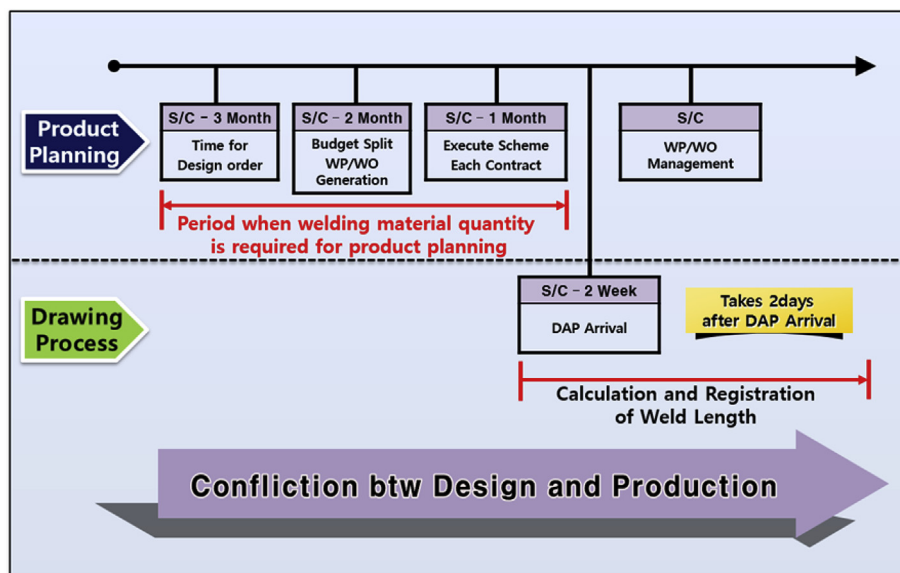 Product
Planning
S/C - 3 Month
Time for
Design order
S/C - 2 Month
Budget Split
WP/WO
Generation
S/C - 1 Month
Execute Scheme
Each Contract
S/C
WP/WO
Management
Period when welding material quantity
is required for product planning
Drawing
Process
S/C - 2 Week
DAP Arrival
Takes 2days
after DAP Arrival
Calculation and Registration
of Weld Length
Confliction btw Design and Production